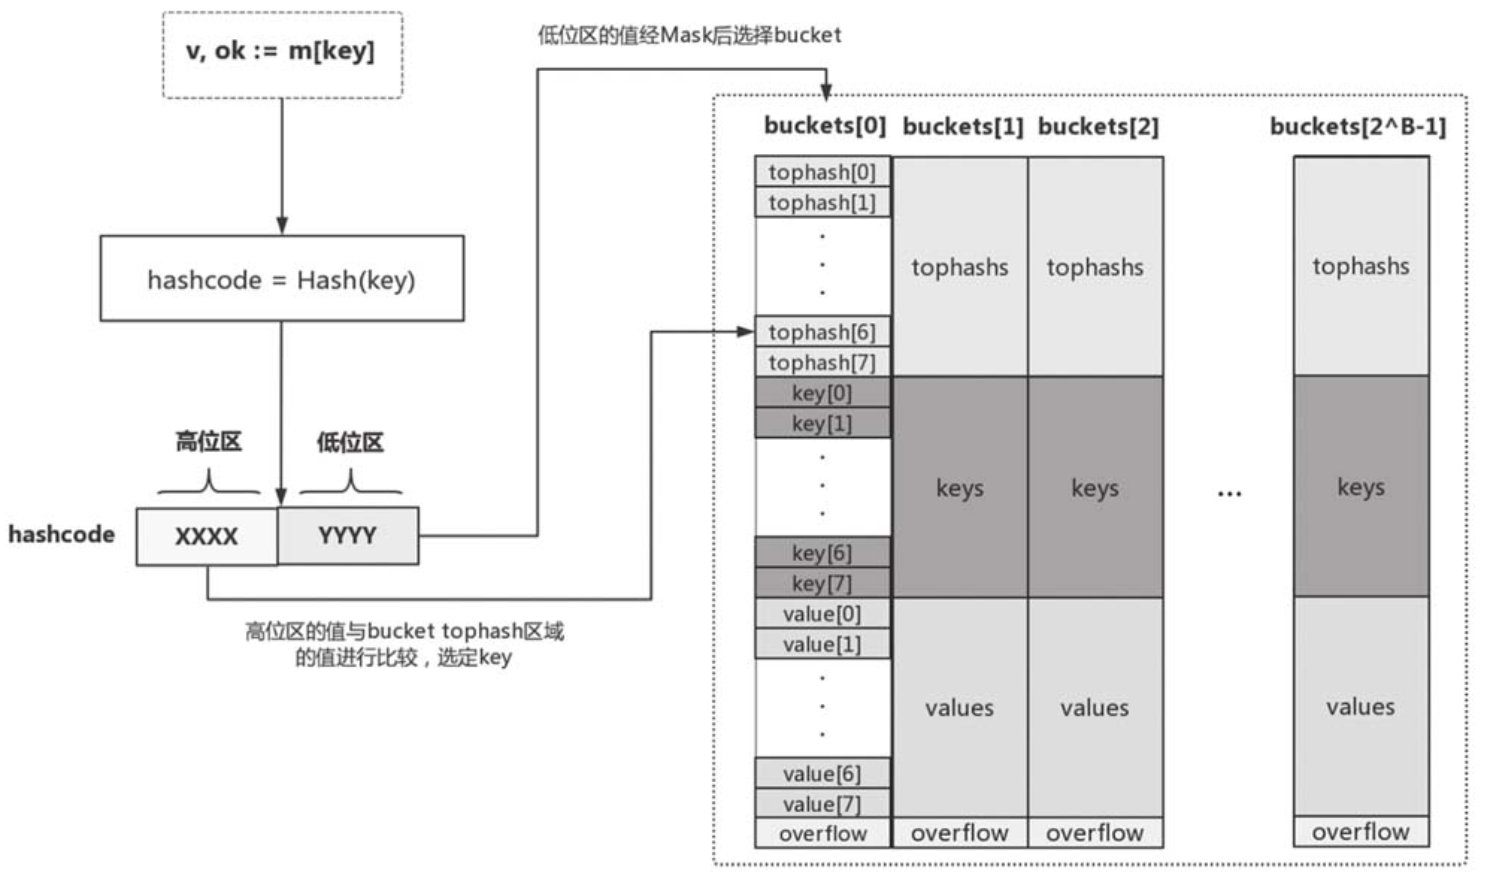 v, ok := m[key]
hashcode = Hash(key)
高位区 低位区
hashcode XXXX YYYY
高位区的值与bucket tophash区域
的值进行比较，选定key
低位区的值经Mask后选择bucket
buckets[0] buckets[1] buckets[2] buckets[2^B-1]
tophash[0]
tophash[1]
.
.
.
tophash[6]
tophash[7]
key[0]
key[1]
.
.
.
key[6]
key[7]
value[0]
value[1]
.
.
.
value[6]
value[7]
overflow
tophashs tophashs tophashs
keys keys ... keys
values values values
overflow overflow overflow